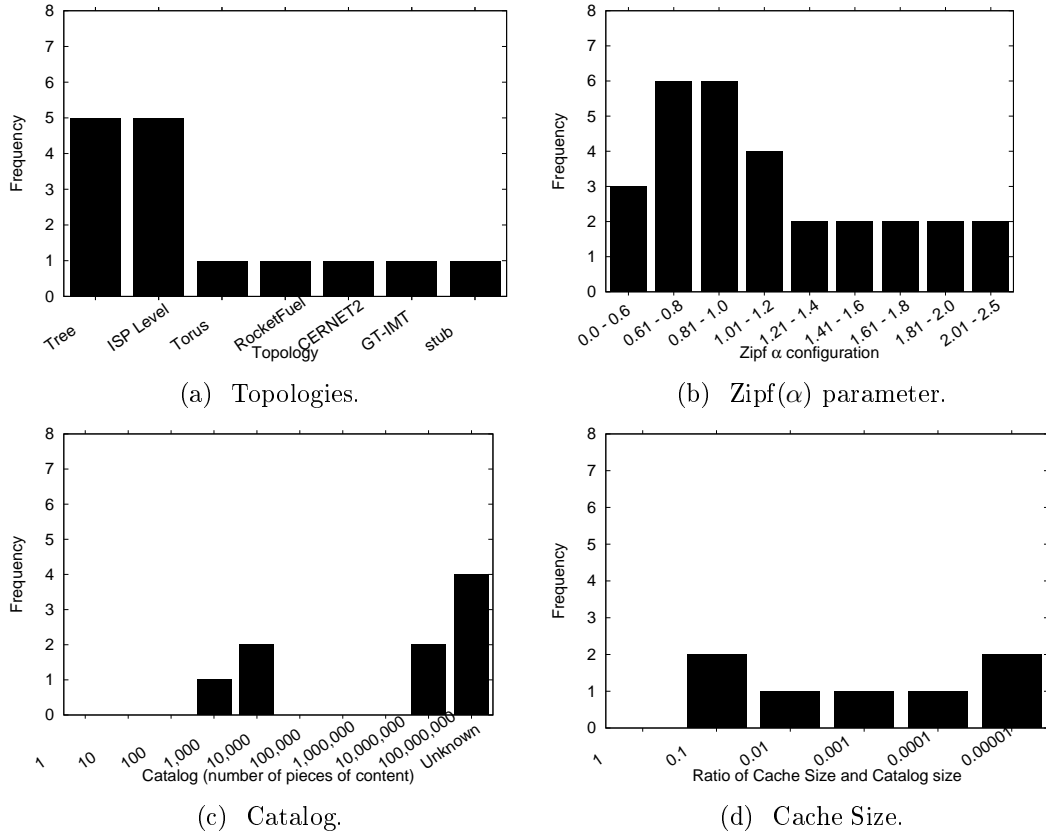 8
7
6
5
4
3
2
1
0
Frequency
Tree
ISP Level
Torus
RocketFuel
CERNET2
GT-IMT
stub
Topology
(a) Topologies.
8
7
6
5
4
3
2
1
0
Frequency
0.0 - 0.6
0.61 - 0.8
0.81 - 1.0
1.01 - 1.2
1.21 - 1.4
1.41 - 1.6
1.61 - 1.8
1.81 - 2.0
2.01 - 2.5
Zipf α configuration
(b) Zipf(α) parameter.
8
7
6
5
4
3
2
1
0
Frequency
1
10
100
1,000
10,000
100,000
1,000,000
10,000,000
100,000,000
Unknown
Catalog (number of pieces of content)
(c) Catalog.
8
7
6
5
4
3
2
1
0
Frequency
1
0.1
0.01
0.001
0.0001
0.00001
Ratio of Cache Size and Catalog size
(d) Cache Size.